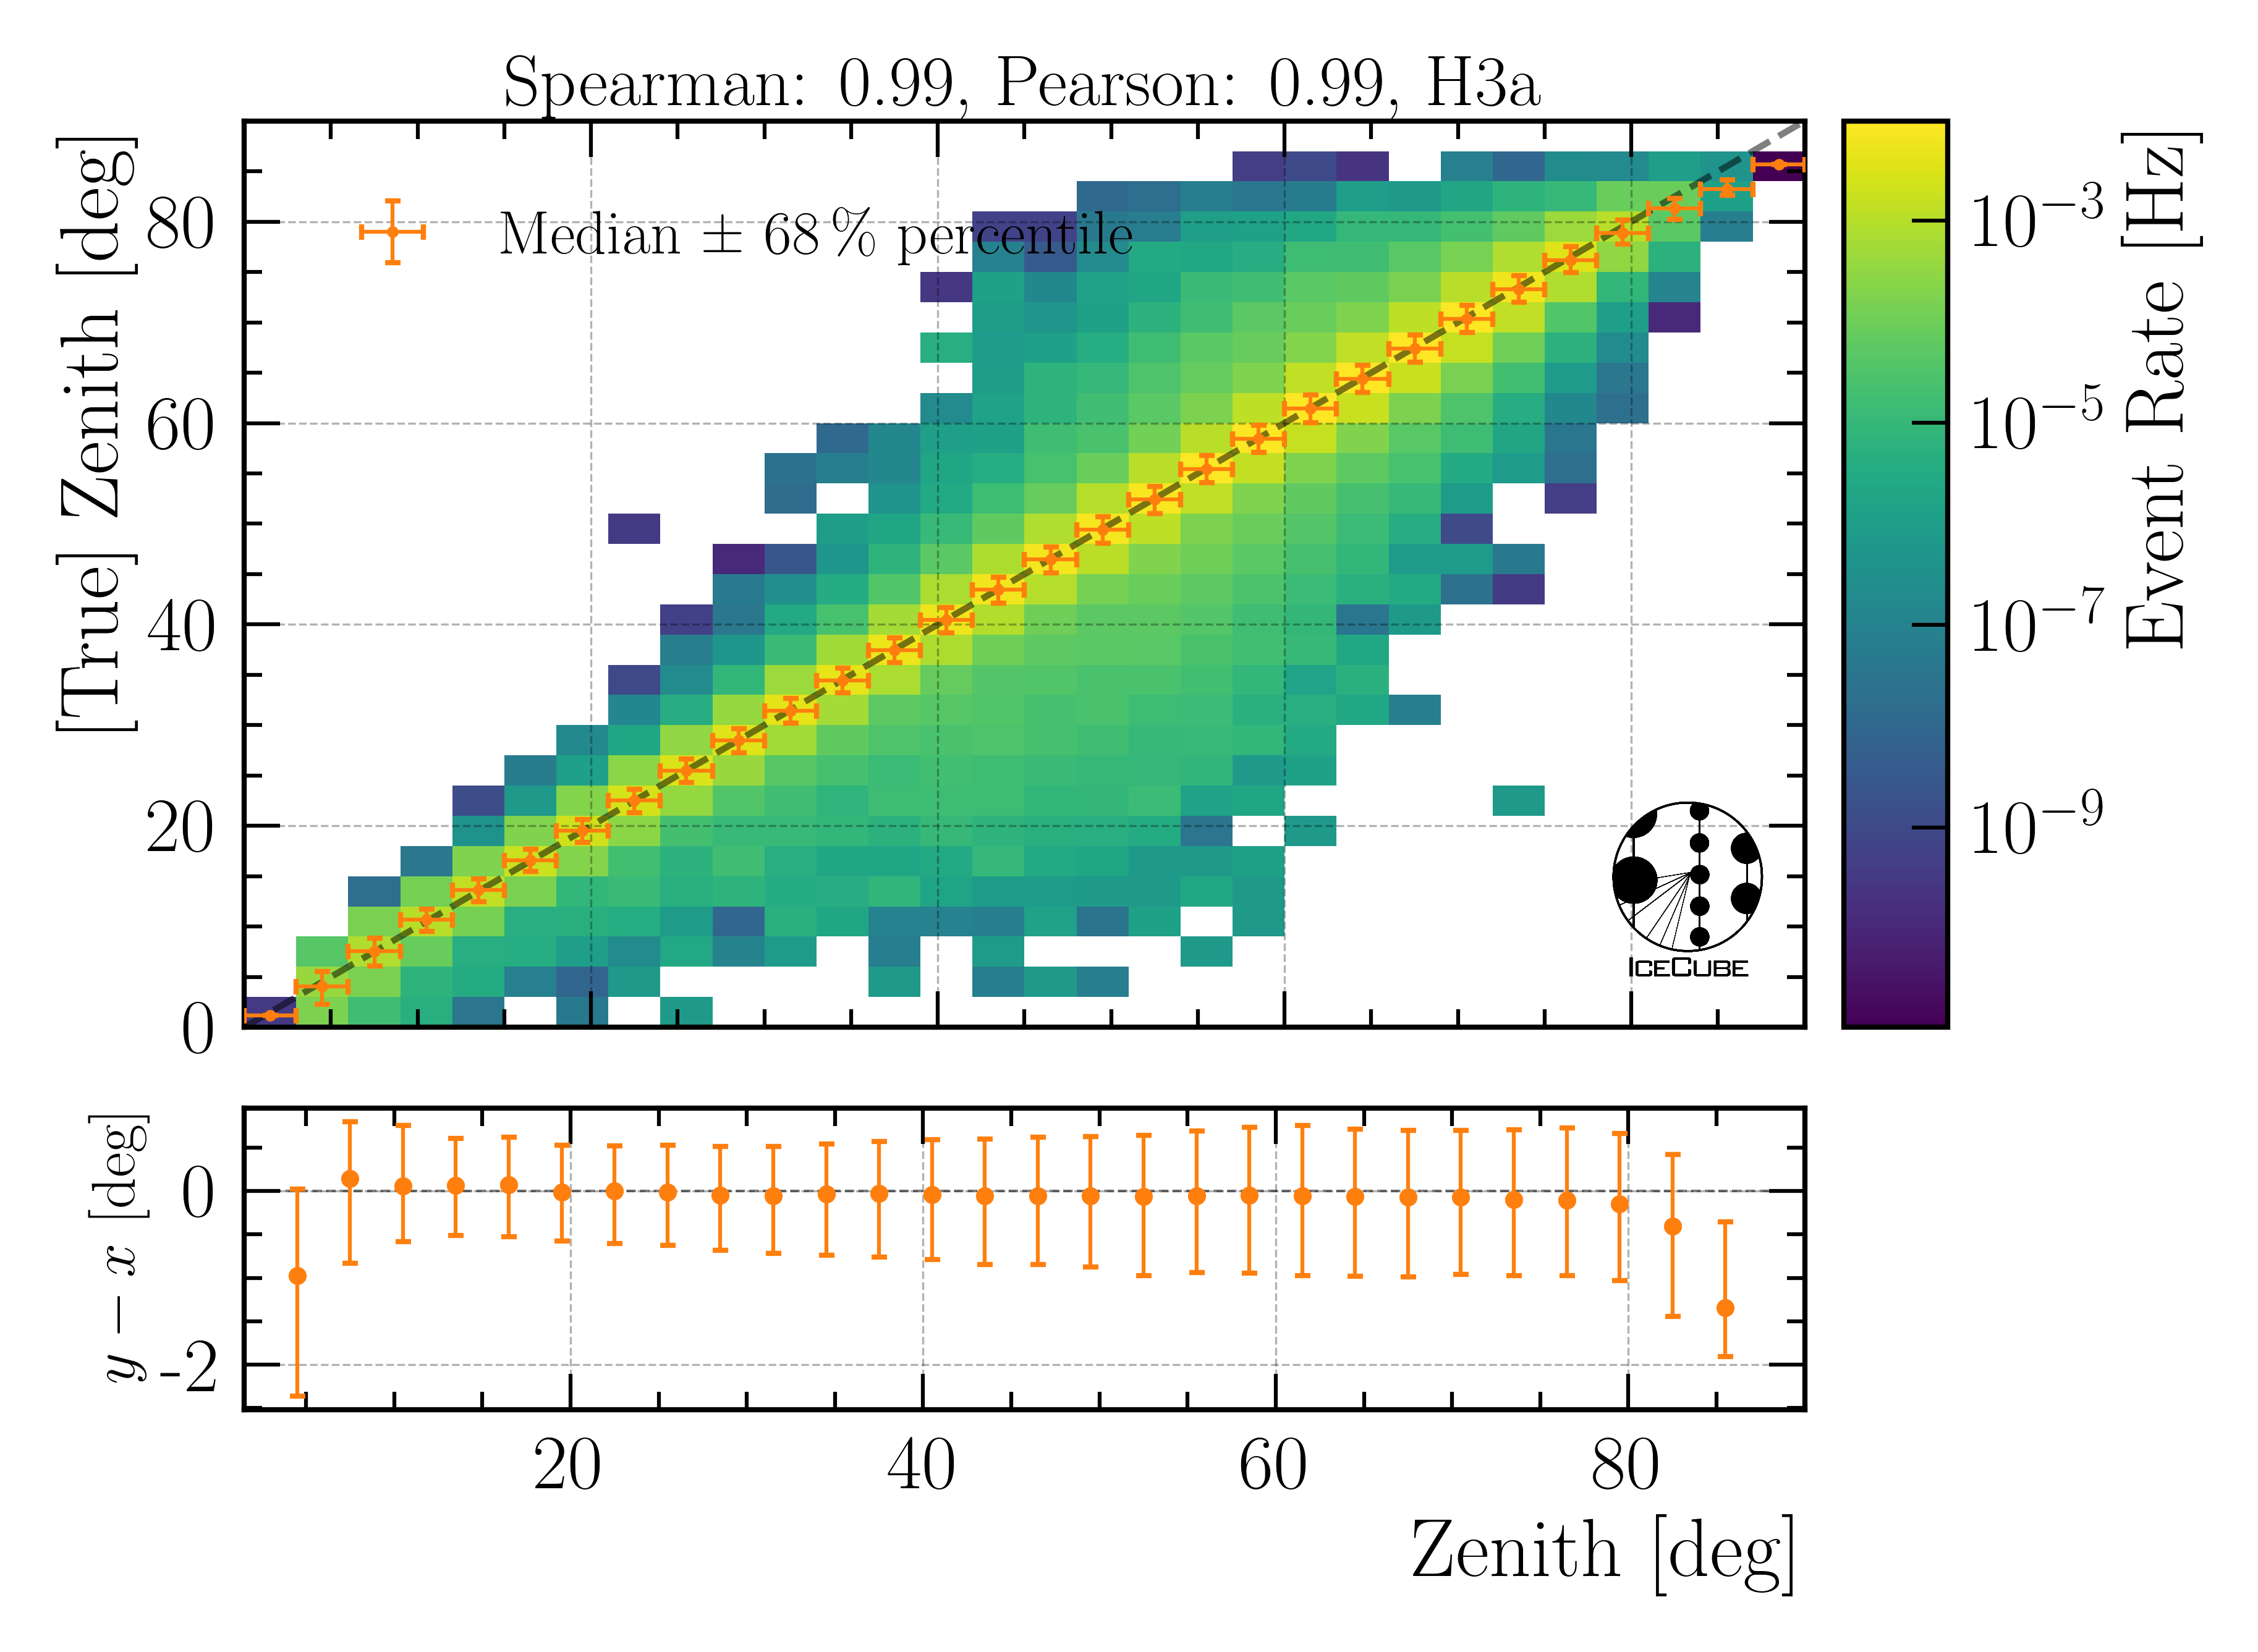 Spearman: 0.99, Pearson: 0.99, H3a
[True] Zenith [deg]
80
60
40
20
0
Median ± 68 % percentile
ICECUBE
10⁻³
10⁻⁵
10⁻⁷
10⁻⁹
Event Rate [Hz]
y − x [deg]
0
-2
20 40 60 80
Zenith [deg]